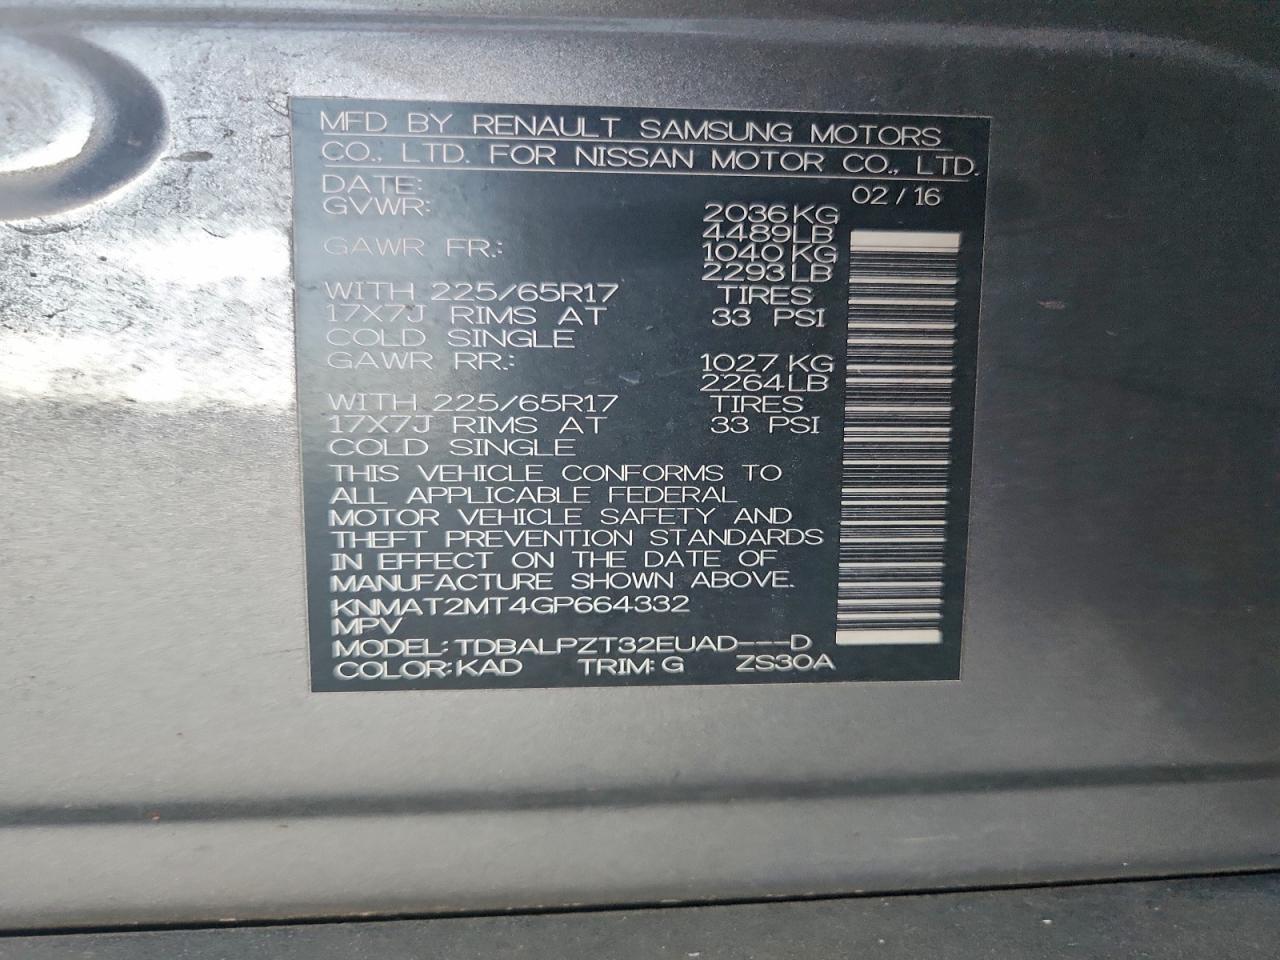 MFD BY RENAULT SAMSUNG MOTORS
CO., LTD. FOR NISSAN MOTOR CO., LTD.
DATE: 02 / 16
GVWR: 2036 KG
4489 LB
GAWR FR.: 1040 KG
2293 LB
WITH 225/65R17 TIRES
17X7J RIMS AT 33 PSI
COLD SINGLE
GAWR RR.: 1027 KG
2264 LB
WITH 225/65R17 TIRES
17X7J RIMS AT 33 PSI
COLD SINGLE
THIS VEHICLE CONFORMS TO
ALL APPLICABLE FEDERAL
MOTOR VEHICLE SAFETY AND
THEFT PREVENTION STANDARDS
IN EFFECT ON THE DATE OF
MANUFACTURE SHOWN ABOVE.
KNMAT2MT4GP664332
MPV
MODEL: TDBALPZT32EUAD---D
COLOR: KAD TRIM: G ZS30A